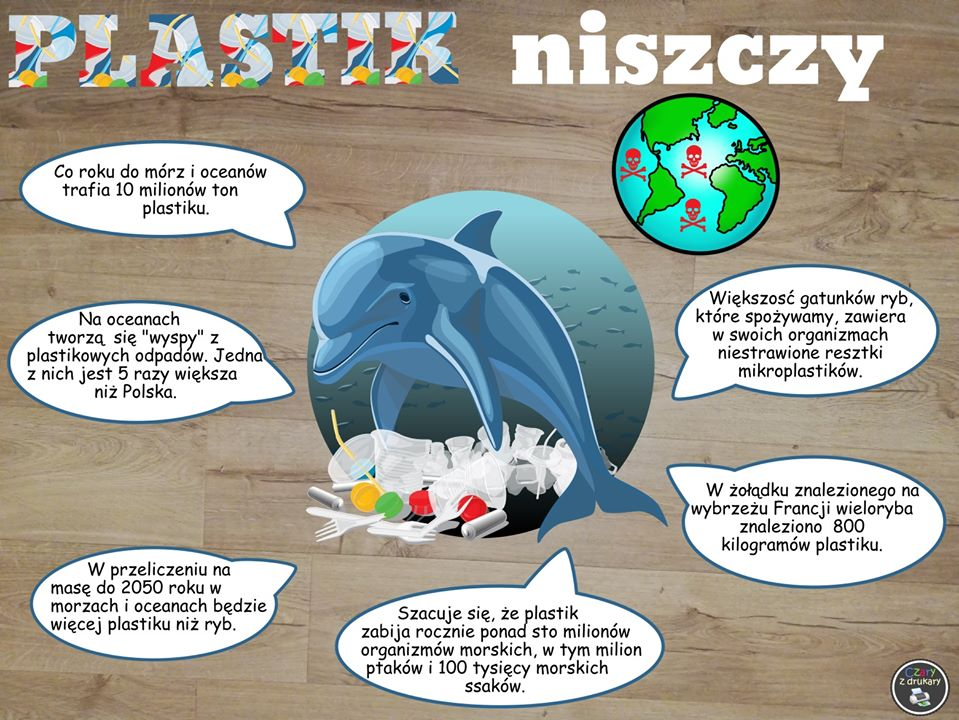 PLASTIK niszczy
Co roku do mórz i oceanów
trafia 10 milionów ton
plastiku.
Na oceanach
tworzą się "wyspy" z
plastikowych odpadów. Jedna
z nich jest 5 razy większa
niż Polska.
W przeliczeniu na
masę do 2050 roku w
morzach i oceanach będzie
więcej plastiku niż ryb.
Szacuje się, że plastik
zabija rocznie ponad sto milionów
organizmów morskich, w tym milion
ptaków i 100 tysięcy morskich
ssaków.
Większosć gatunków ryb,
które spożywamy, zawiera
w swoich organizmach
niestrawione resztki
mikroplastików.
W żołądku znalezionego na
wybrzeżu Francji wieloryba
znaleziono 800
kilogramów plastiku.
Czary
z drukary